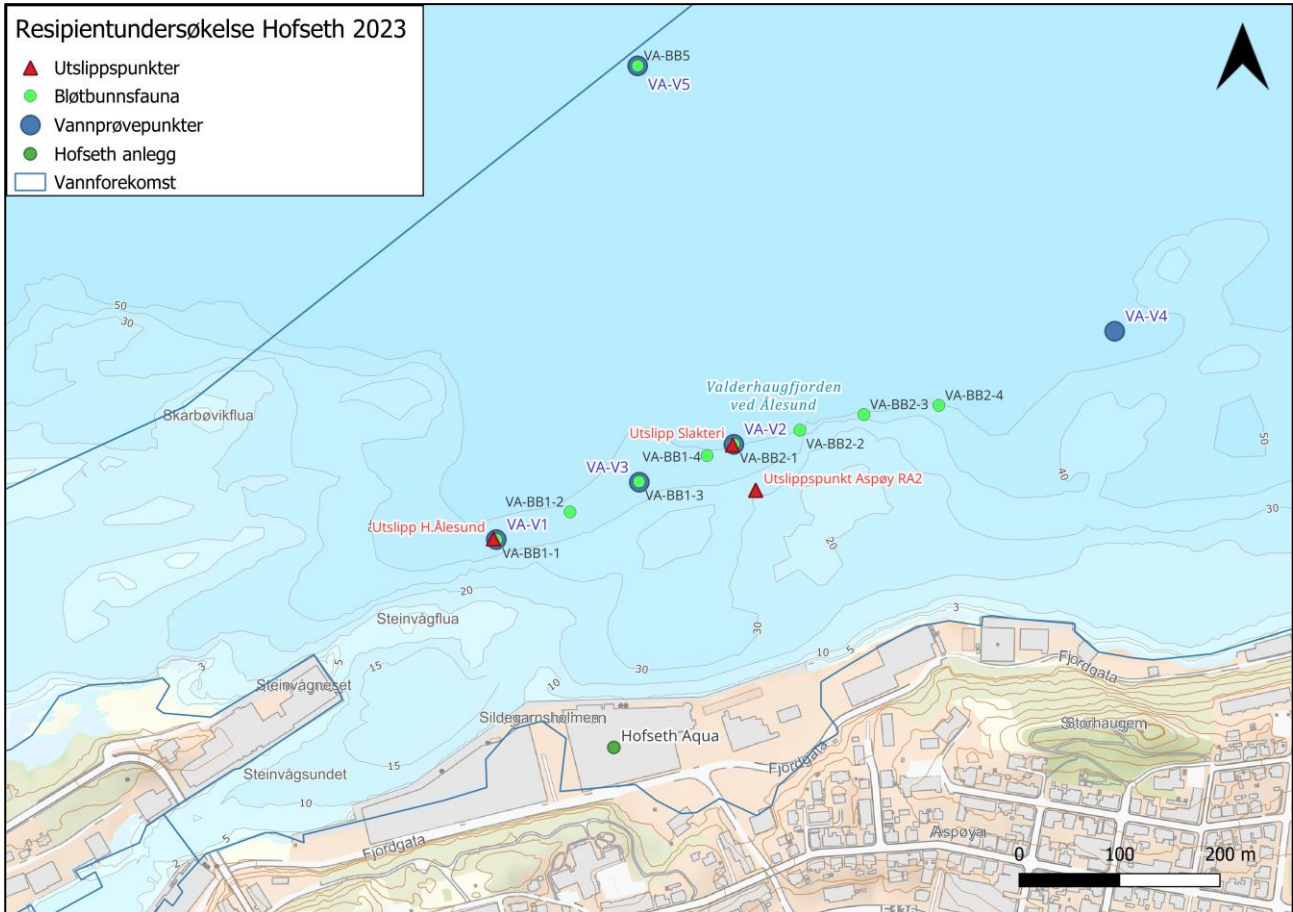 Resipientundersøkelse Hofseth 2023
Utslippspunkter
Bløtbunnsfauna
Vannprøvepunkter
Hofseth anlegg
Vannforekomst
VA-BB5
VA-V5
50
30
VA-V4
Skarbøvikflua
Valderhaugfjorden
ved Ålesund
VA-BB2-4
VA-BB2-3
Utslipp Slakteri
VA-V2
VA-BB2-2
VA-BB1-4
VA-BB2-1
50
40
VA-V3
Utslippspunkt Aspøy RA2
VA-BB1-3
VA-BB1-2
30
Utslipp H.Ålesund
VA-V1
VA-BB1-1
20
20
Steinvågflua
3
30
10
5
3
5
15
30
Fjordgata
Steinvågneset
10
Sildegarnsholmen
Storhaugen
Hofseth Aqua
Steinvågsundet
15
Fjordgata
10
5
Fjordgata
Aspøya
2
0 100 200 m
E136